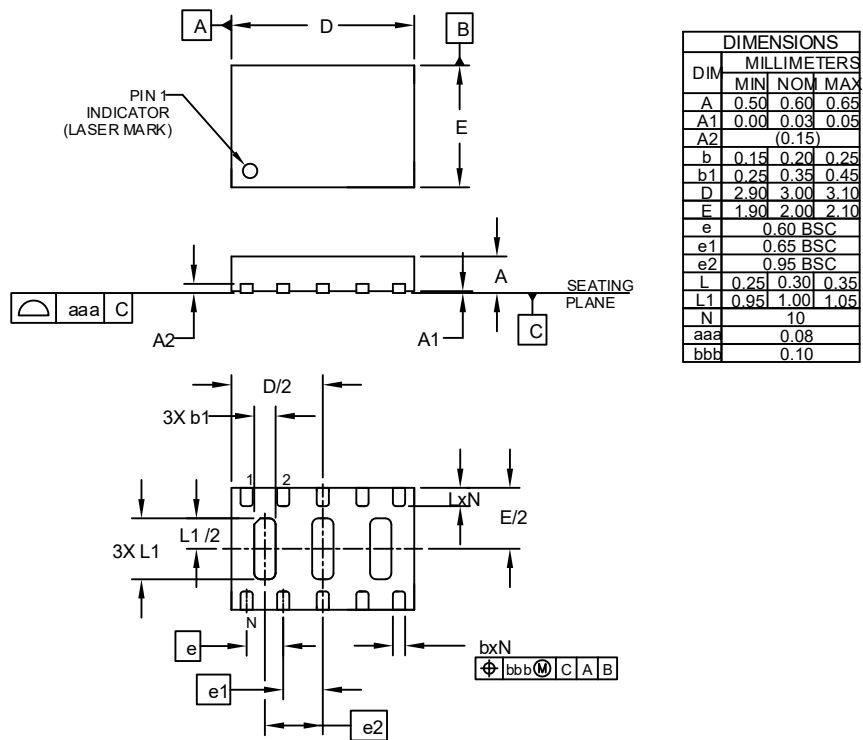 A
D
B
PIN 1
INDICATOR
(LASER MARK)
E
A
SEATING
PLANE
aaa C
A2
A1
C
D/2
3X b1
1 2
LxN
E/2
L1 /2
3X L1
N
e
bxN
bbb M C A B
e1
e2
DIMENSIONS
DIM MILLIMETERS
MIN NOM MAX
A 0.50 0.60 0.65
A1 0.00 0.03 0.05
A2 (0.15)
b 0.15 0.20 0.25
b1 0.25 0.35 0.45
D 2.90 3.00 3.10
E 1.90 2.00 2.10
e 0.60 BSC
e1 0.65 BSC
e2 0.95 BSC
L 0.25 0.30 0.35
L1 0.95 1.00 1.05
N 10
aaa 0.08
bbb 0.10